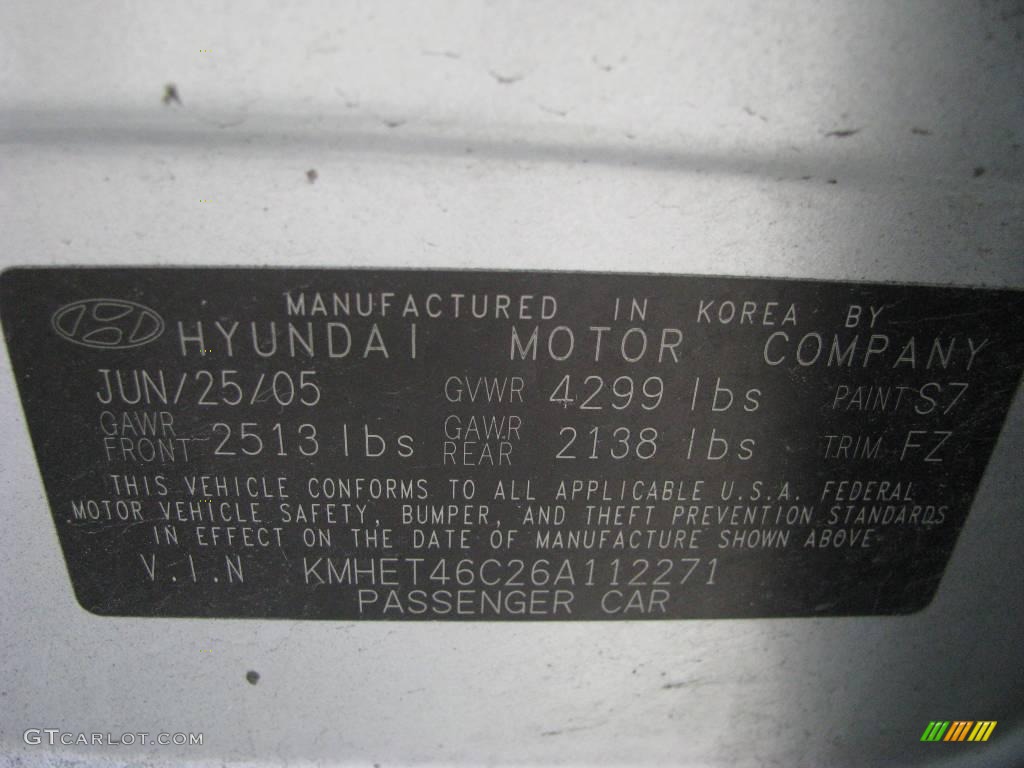 MANUFACTURED IN KOREA BY
HYUNDAI MOTOR COMPANY
JUN/25/05 GVWR 4299 lbs PAINT S7
GAWR FRONT 2513 lbs GAWR REAR 2138 lbs TRIM FZ
THIS VEHICLE CONFORMS TO ALL APPLICABLE U.S.A. FEDERAL
MOTOR VEHICLE SAFETY, BUMPER, AND THEFT PREVENTION STANDARDS
IN EFFECT ON THE DATE OF MANUFACTURE SHOWN ABOVE
V.I.N KMHET46C26A112271
PASSENGER CAR
GTCARLOT.COM